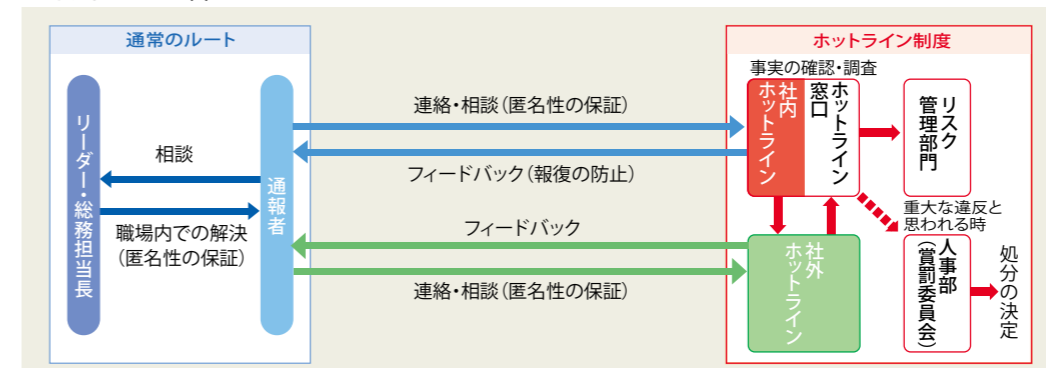 通常のルート
リーダー・総務担当長
相談
職場内での解決
(匿名性の保証)
通報者
連絡・相談(匿名性の保証)
フィードバック(報復の防止)
フィードバック
連絡・相談(匿名性の保証)
ホットライン制度
事実の確認・調査
ホットライン
窓口
社内
ホットライン
リスク
管理部門
重大な違反と
思われる時
社外
ホットライン
人事部
(賞罰委員会)
処分の決定